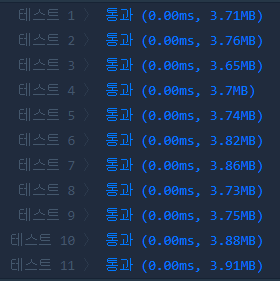 테스트 1 〉 통과 (0.00ms, 3.71MB)
테스트 2 〉 통과 (0.00ms, 3.76MB)
테스트 3 〉 통과 (0.00ms, 3.65MB)
테스트 4 〉 통과 (0.00ms, 3.7MB)
테스트 5 〉 통과 (0.00ms, 3.74MB)
테스트 6 〉 통과 (0.00ms, 3.82MB)
테스트 7 〉 통과 (0.00ms, 3.86MB)
테스트 8 〉 통과 (0.00ms, 3.73MB)
테스트 9 〉 통과 (0.00ms, 3.75MB)
테스트 10 〉 통과 (0.00ms, 3.88MB)
테스트 11 〉 통과 (0.00ms, 3.91MB)